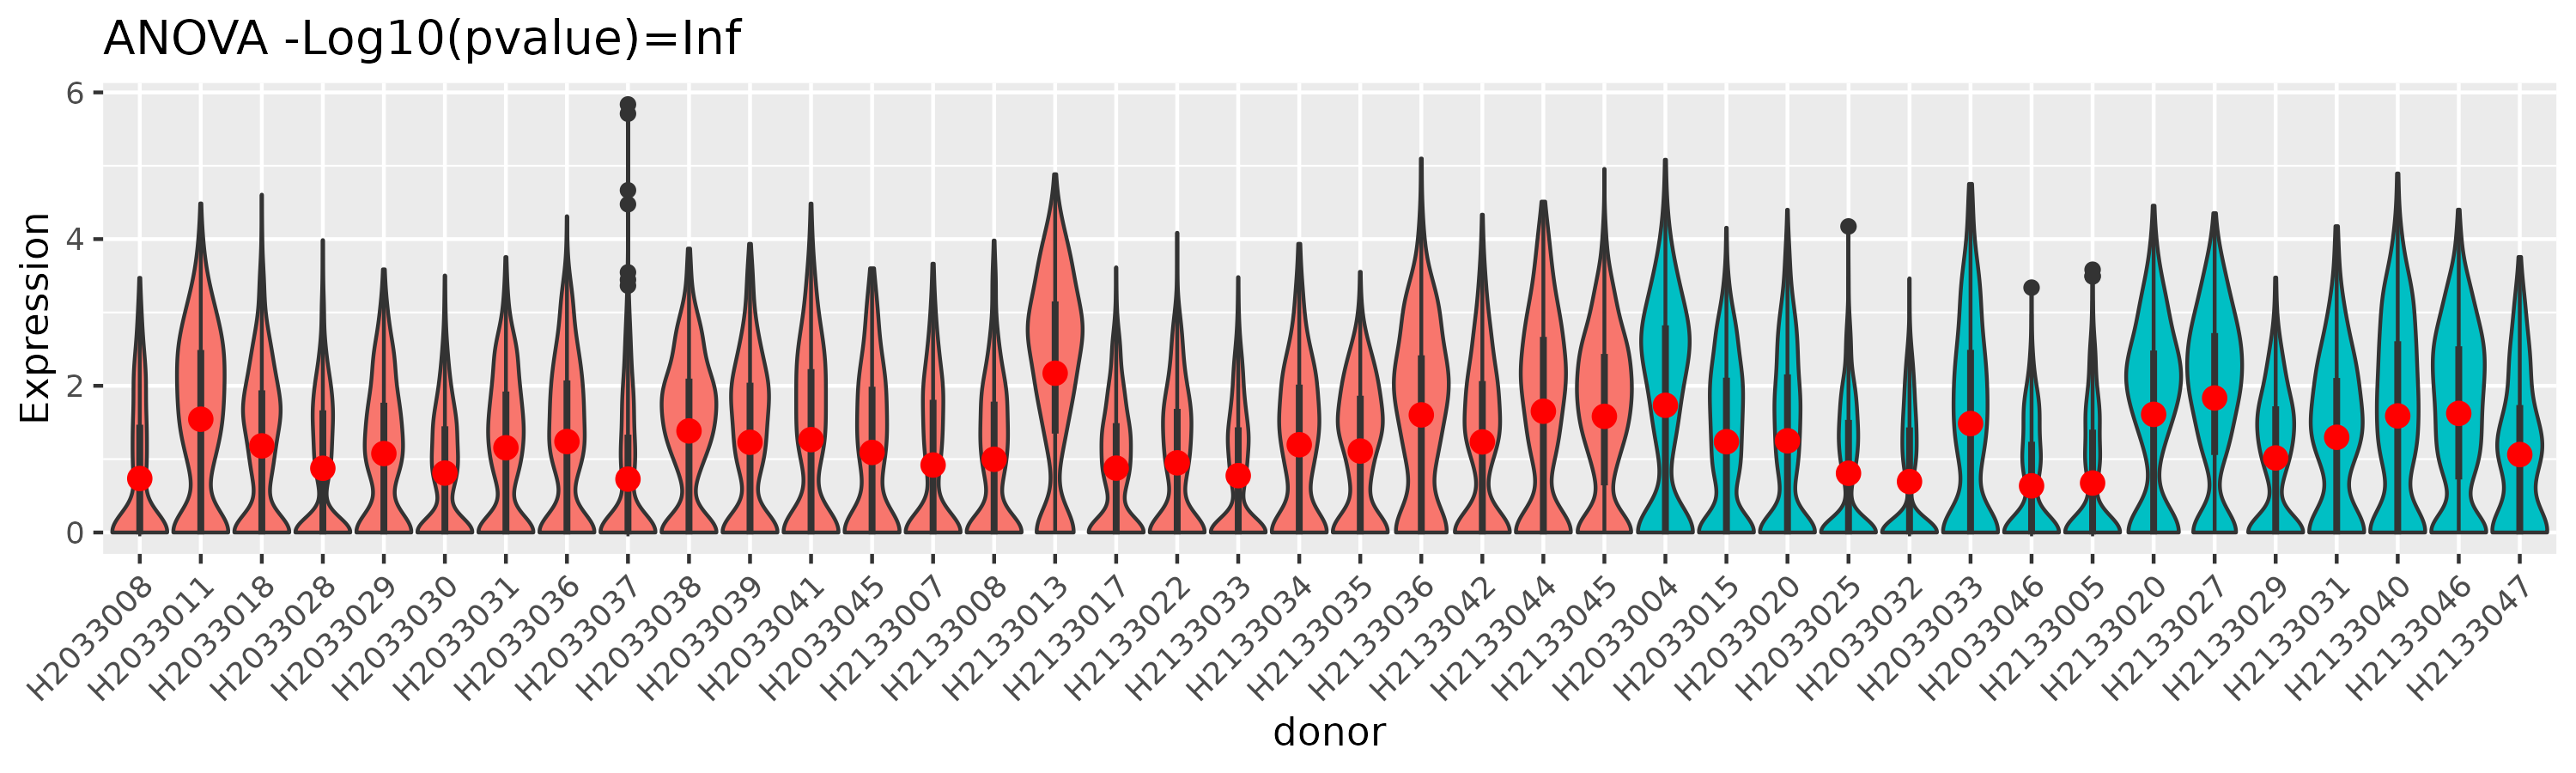 ANOVA -Log10(pvalue)=Inf
Expression
6
4
2
0
H2033008
H2033011
H2033018
H2033028
H2033029
H2033030
H2033031
H2033036
H2033037
H2033038
H2033039
H2033041
H2033045
H2133007
H2133008
H2133013
H2133017
H2133022
H2133033
H2133034
H2133035
H2133036
H2133042
H2133044
H2133045
H2033004
H2033015
H2033020
H2033025
H2033032
H2033033
H2033046
H2133005
H2133020
H2133027
H2133029
H2133031
H2133040
H2133046
H2133047
donor